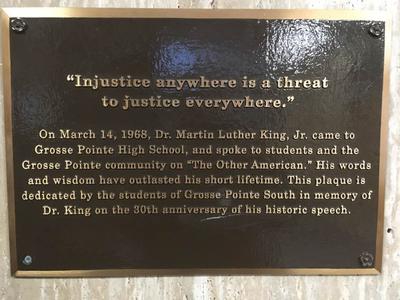 “Injustice anywhere is a threat
to justice everywhere.”
On March 14, 1968, Dr. Martin Luther King, Jr. came to
Grosse Pointe High School, and spoke to students and the
Grosse Pointe community on “The Other American.” His words
and wisdom have outlasted his short lifetime. This plaque is
dedicated by the students of Grosse Pointe South in memory of
Dr. King on the 30th anniversary of his historic speech.